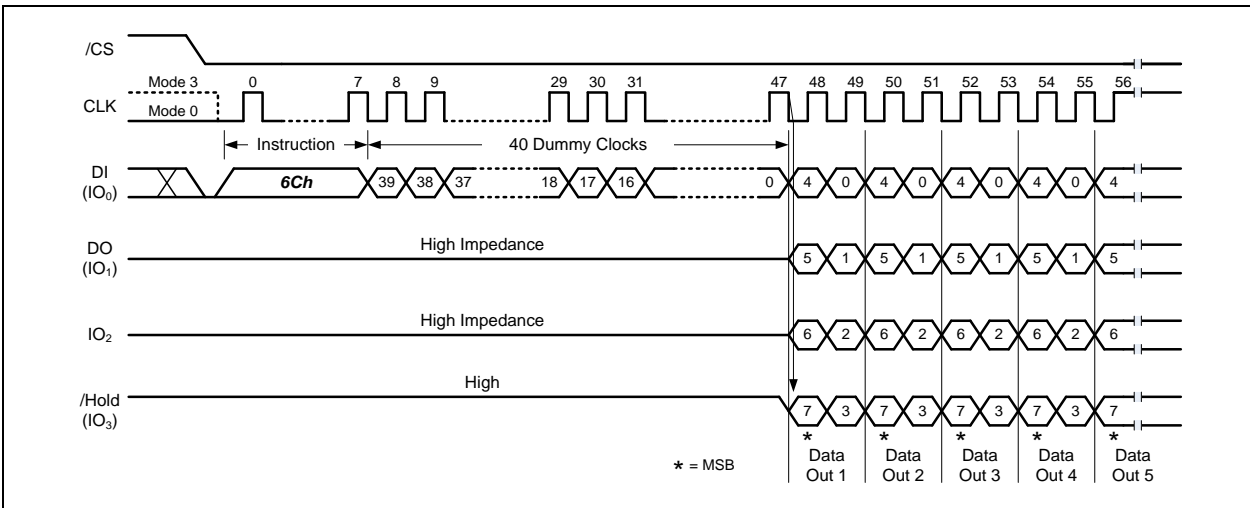 /CS
Mode 3 0 7 8 9 29 30 31 47 48 49 50 51 52 53 54 55 56
CLK
Mode 0
Instruction 40 Dummy Clocks
DI
(IO₀)
6Ch 39 38 37 18 17 16 0 4 0 4 0 4 0 4 0 4
High Impedance
DO
(IO₁)
5 1 5 1 5 1 5 1 5
High Impedance
IO₂
6 2 6 2 6 2 6 2 6
High
/Hold
(IO₃)
7 3 7 3 7 3 7 3 7
* * * * *
* = MSB
Data Data Data Data Data
Out 1 Out 2 Out 3 Out 4 Out 5